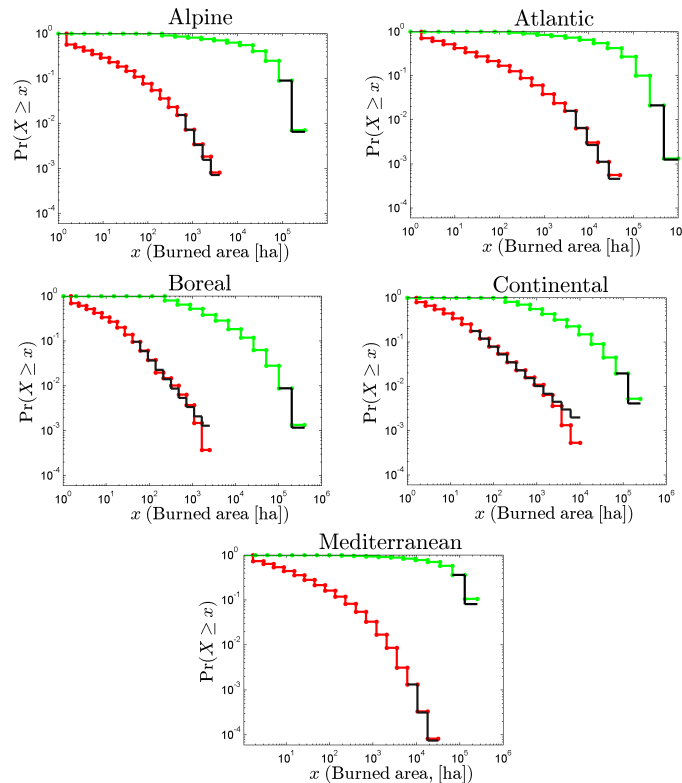 Alpine
Atlantic
10^0
10^-1
10^-2
10^-3
10^-4
Pr(X ≥ x)
10^0 10^1 10^2 10^3 10^4 10^5
x (Burned area [ha]
10^0
10^-1
10^-2
10^-3
10^-4
Pr(X ≥ x)
10^0 10^1 10^2 10^3 10^4 10^5 10^6
x (Burned area [ha]
Boreal
Continental
10^0
10^-1
10^-2
10^-3
10^-4
Pr(X ≥ x)
10^0 10^1 10^2 10^3 10^4 10^5 10^6
x (Burned area [ha]
10^0
10^-1
10^-2
10^-3
10^-4
Pr(X ≥ x)
10^0 10^1 10^2 10^3 10^4 10^5 10^6
x (Burned area [ha]
Mediterranean
10^0
10^-1
10^-2
10^-3
10^-4
Pr(X ≥ x)
10^1 10^2 10^3 10^4 10^5 10^6
x (Burned area, [ha])